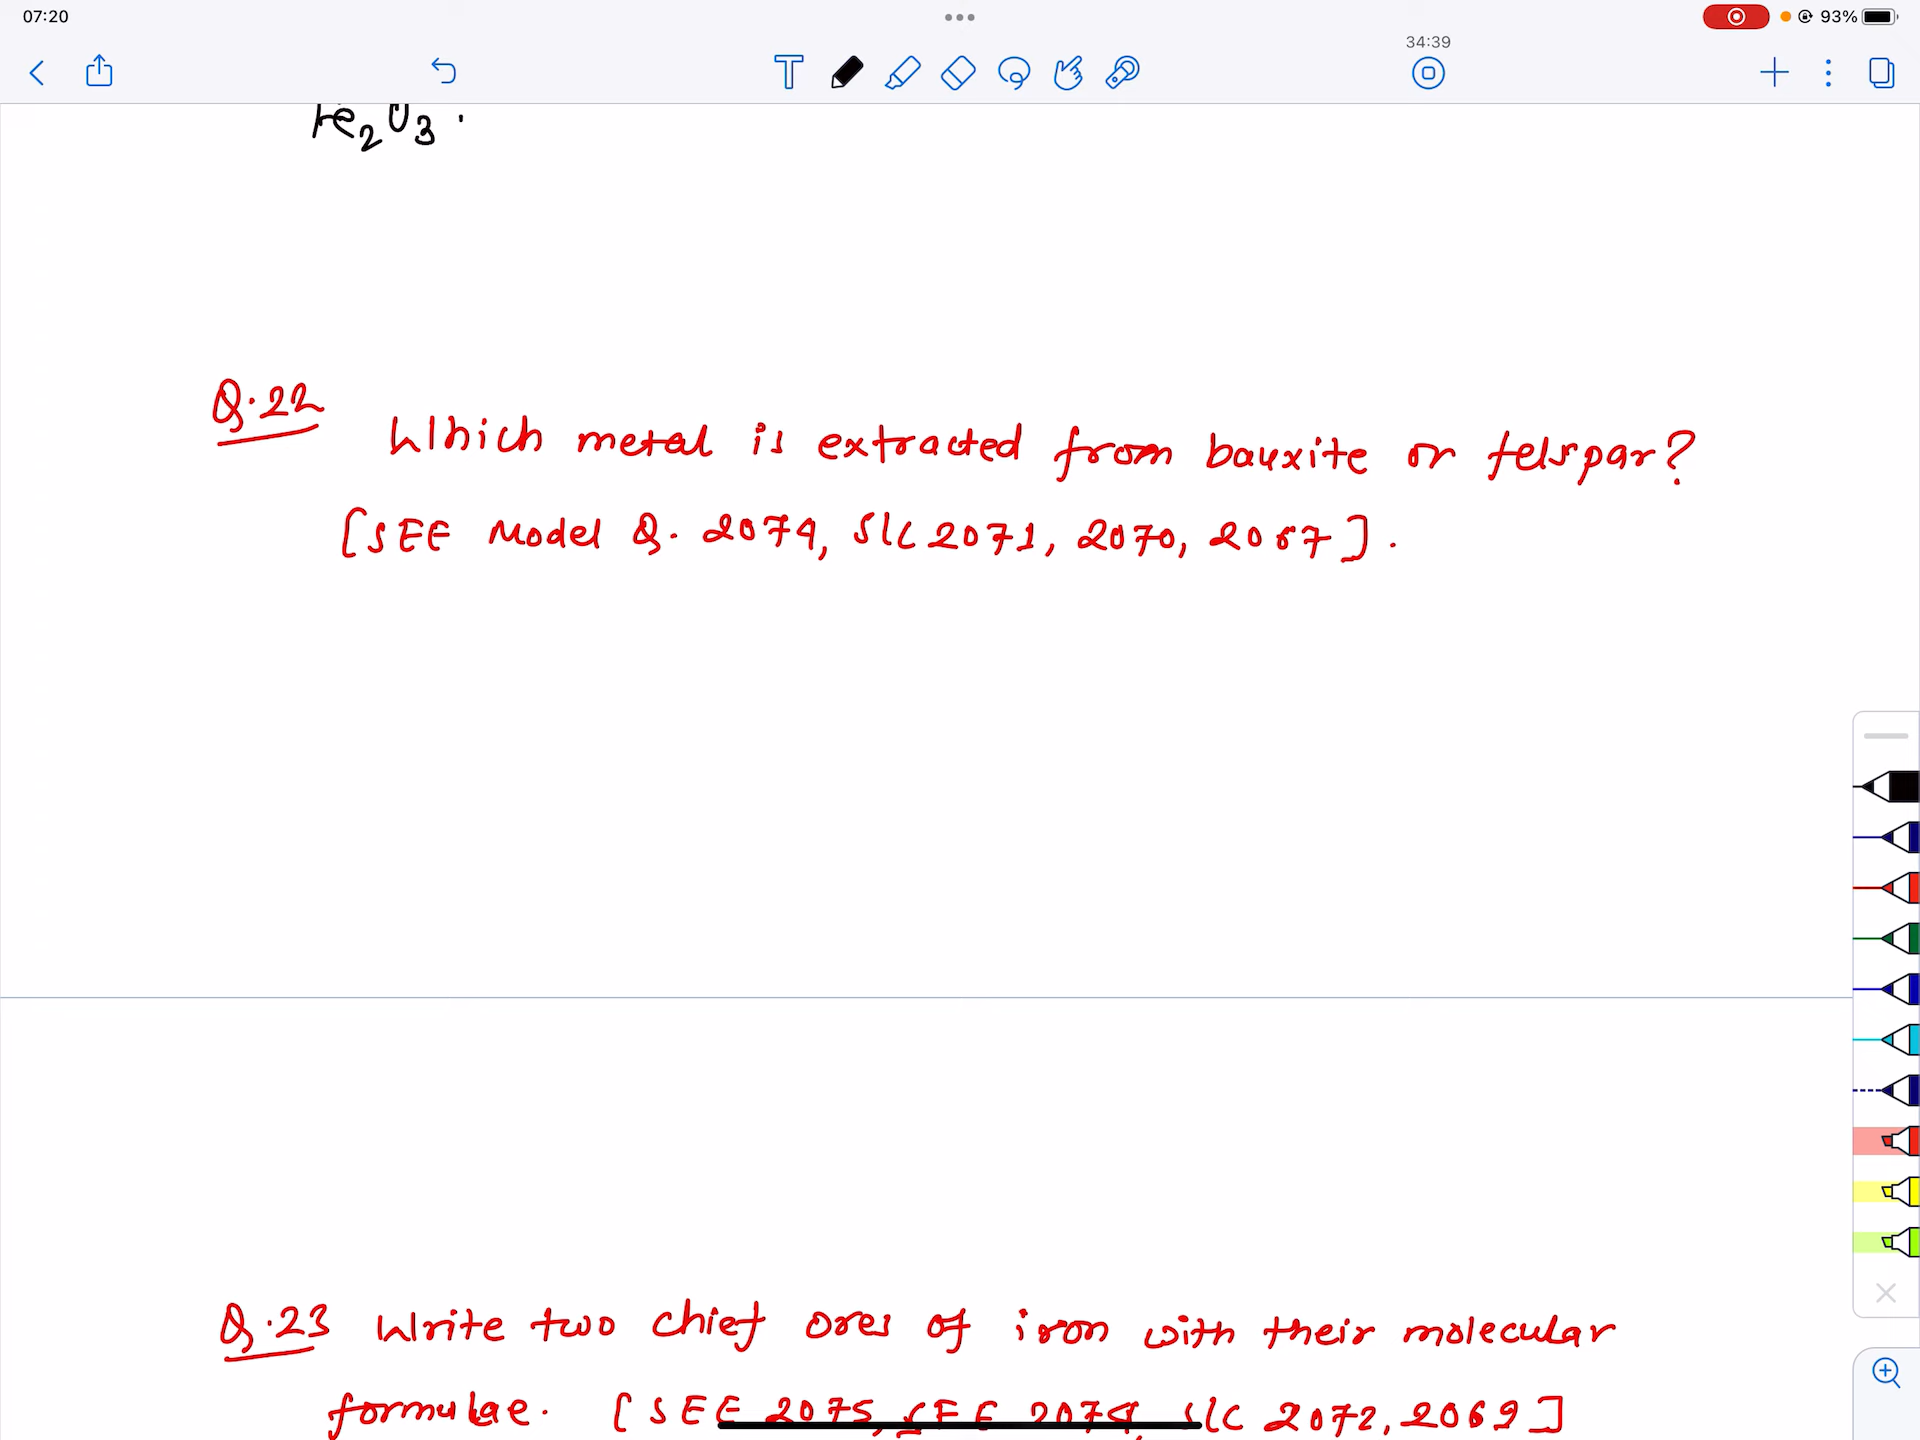 07:20
93%
34:39
Fe2O3.
Q.22
Which metal is extracted from bauxite or felspar?
[SEE Model Q. 2074, SLC 2071, 2070, 2067].
Q.23 Write two chief ores of iron with their molecular
formulae. [SEE 2075, SEE 2074, SLC 2072, 2069]